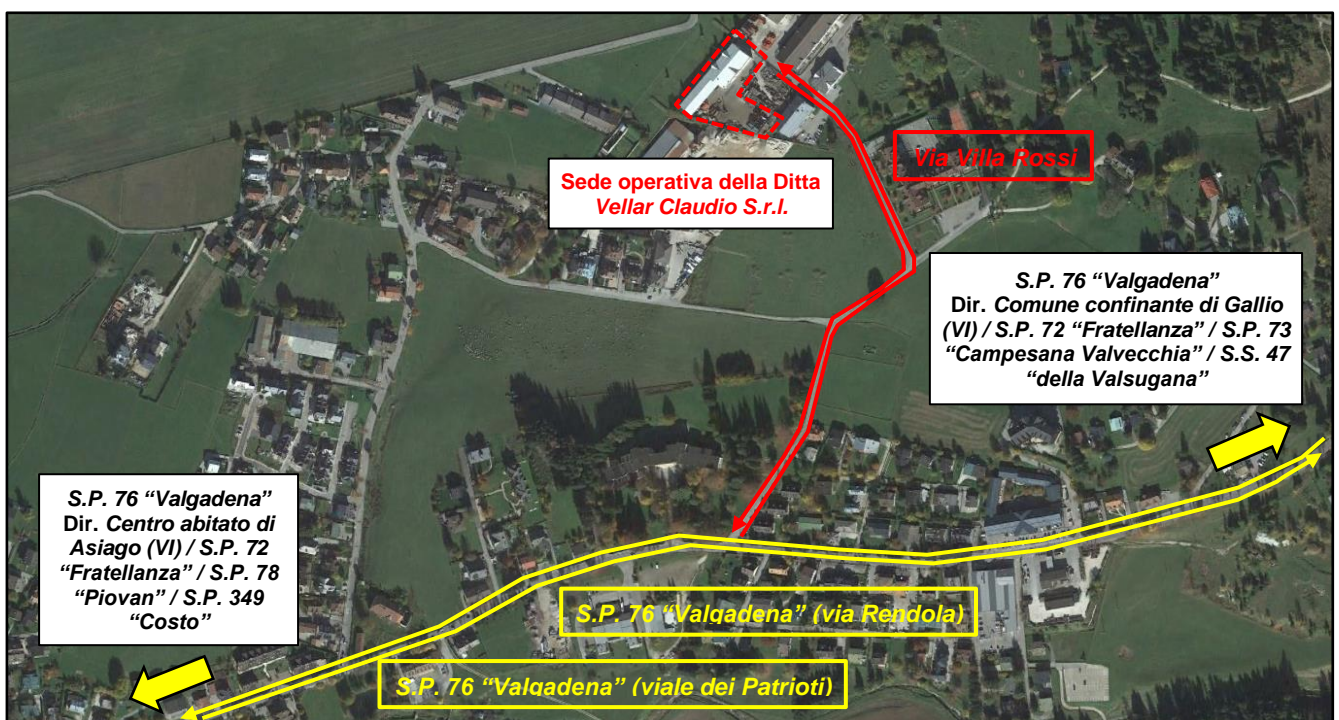 Via Villa Rossi
Sede operativa della Ditta
Vellar Claudio S.r.l.
S.P. 76 “Valgadena”
Dir. Comune confinante di Gallio
(VI) / S.P. 72 “Fratellanza” / S.P. 73
“Campesana Valvecchia” / S.S. 47
“della Valsugana”
S.P. 76 “Valgadena”
Dir. Centro abitato di
Asiago (VI) / S.P. 72
“Fratellanza” / S.P. 78
“Piovan” / S.P. 349
“Costo”
S.P. 76 “Valgadena” (via Rendola)
S.P. 76 “Valgadena” (viale dei Patrioti)